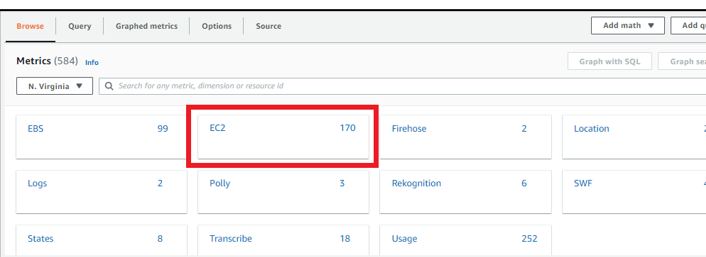 Browse Query Graphed metrics Options Source Add math ▼ Add q
Metrics (584) Info Graph with SQL Graph sea
N. Virginia ▼ Search for any metric, dimension or resource id
EBS 99 EC2 170 Firehose 2 Location
Logs 2 Polly 3 Rekognition 6 SWF
States 8 Transcribe 18 Usage 252